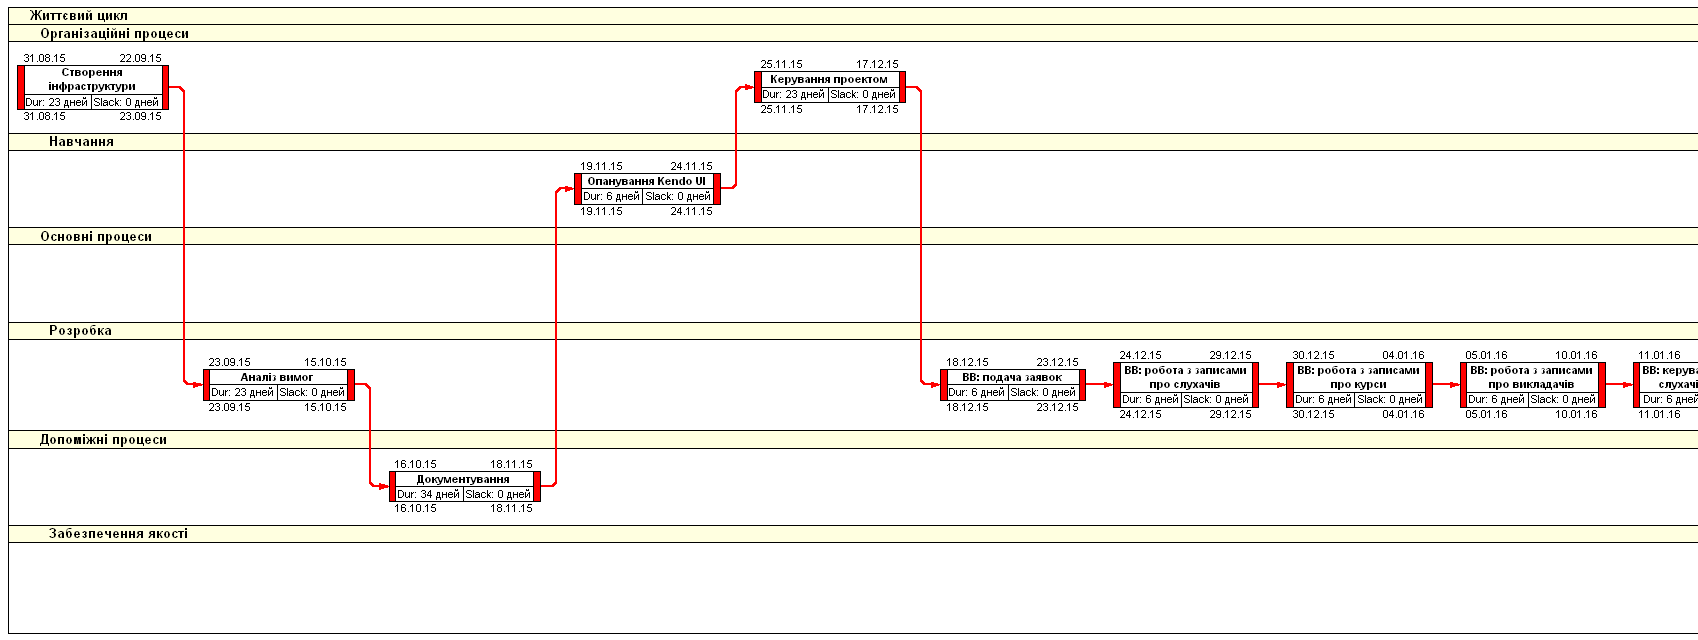 Життєвий цикл
Організаційні процеси
31.08.15 22.09.15
Створення
інфраструктури
Dur: 23 дней Slack: 0 дней
31.08.15 23.09.15
25.11.15 17.12.15
Керування проектом
Dur: 23 дней Slack: 0 дней
25.11.15 17.12.15
Навчання
19.11.15 24.11.15
Опанування Kendo UI
Dur: 6 дней Slack: 0 дней
19.11.15 24.11.15
Основні процеси
Розробка
23.09.15 15.10.15
Аналіз вимог
Dur: 23 дней Slack: 0 дней
23.09.15 15.10.15
18.12.15 23.12.15
ВВ: подача заявок
Dur: 6 дней Slack: 0 дней
18.12.15 23.12.15
24.12.15 29.12.15
ВВ: робота з записами
про слухачів
Dur: 6 дней Slack: 0 дней
24.12.15 29.12.15
30.12.15 04.01.16
ВВ: робота з записами
про курси
Dur: 6 дней Slack: 0 дней
30.12.15 04.01.16
05.01.16 10.01.16
ВВ: робота з записами
про викладачів
Dur: 6 дней Slack: 0 дней
05.01.16 10.01.16
11.01.16
ВВ: керува
слухачі
Dur: 6 дней
11.01.16
Допоміжні процеси
16.10.15 18.11.15
Документування
Dur: 34 дней Slack: 0 дней
16.10.15 18.11.15
Забезпечення якості